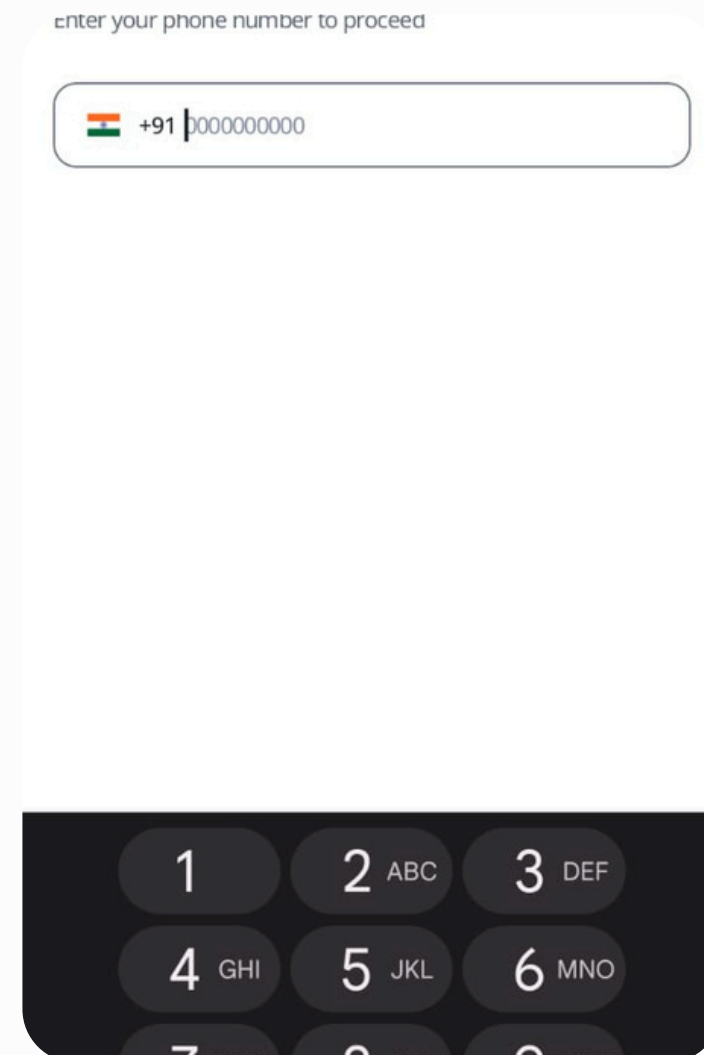 Enter your phone number to proceed
+91 0000000000
1
2 ABC
3 DEF
4 GHI
5 JKL
6 MNO